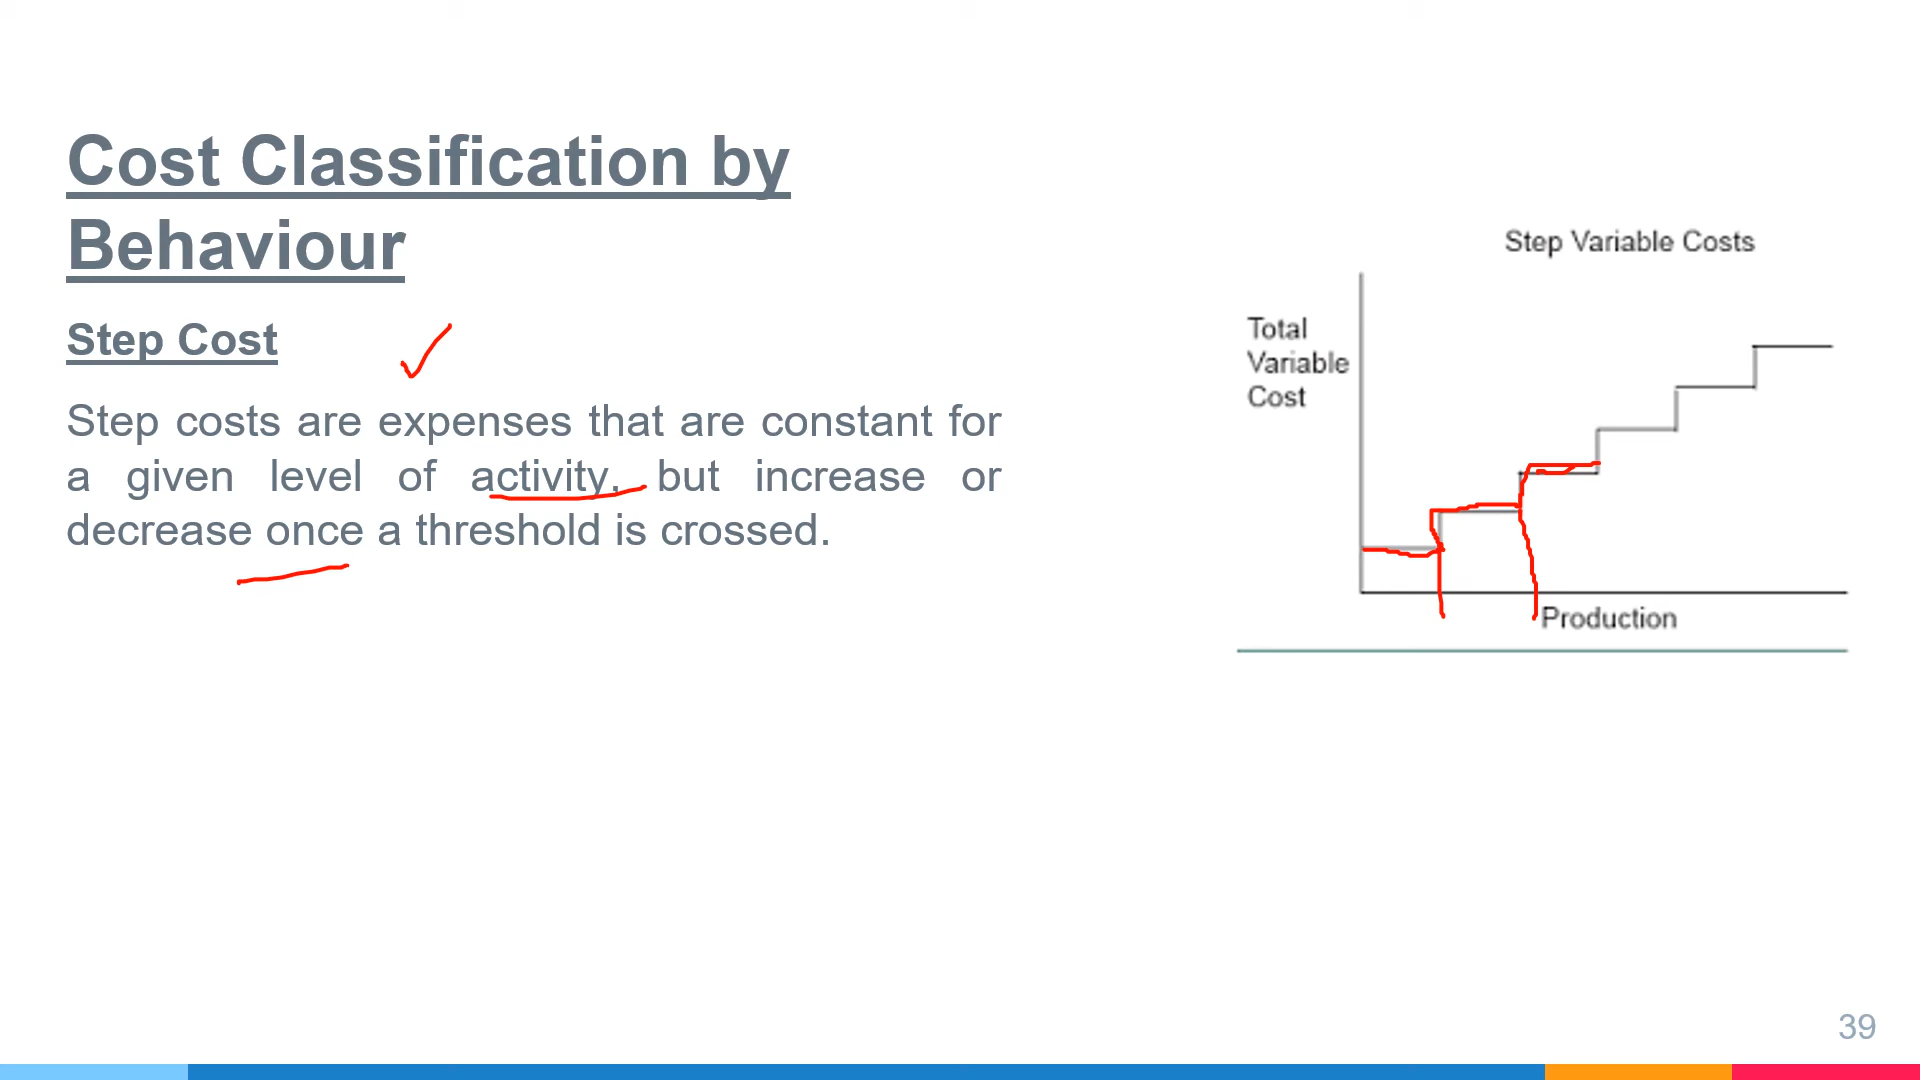 Cost Classification by
Behaviour
Step Cost
Step costs are expenses that are constant for
a given level of activity, but increase or
decrease once a threshold is crossed.
Step Variable Costs
Total
Variable
Cost
Production
39